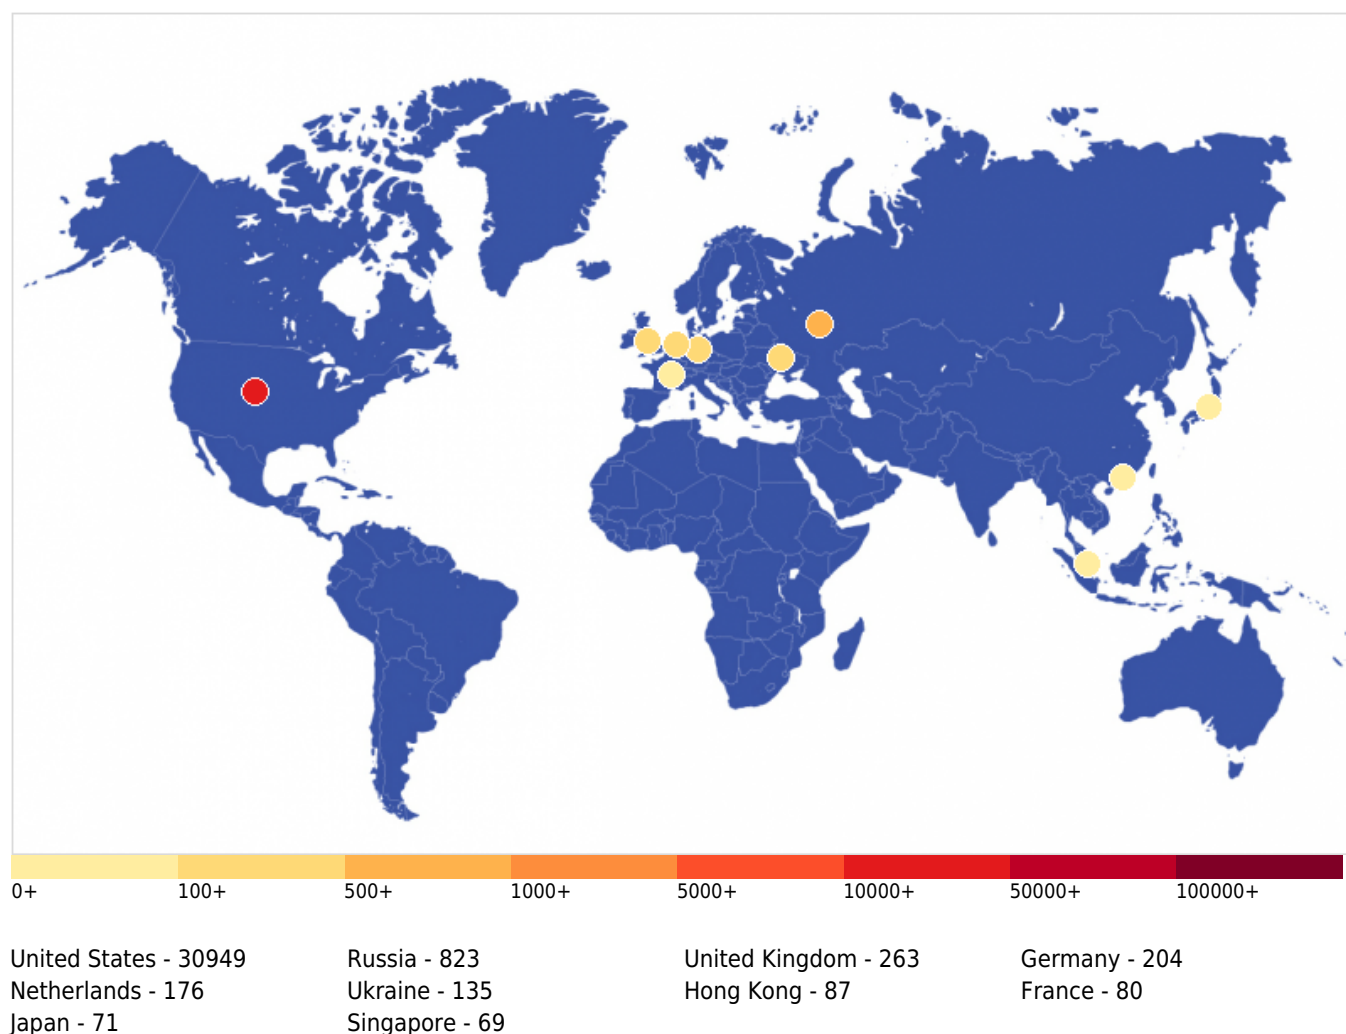 0+ 100+ 500+ 1000+ 5000+ 10000+ 50000+ 100000+
United States - 30949 Russia - 823 United Kingdom - 263 Germany - 204
Netherlands - 176 Ukraine - 135 Hong Kong - 87 France - 80
Japan - 71 Singapore - 69